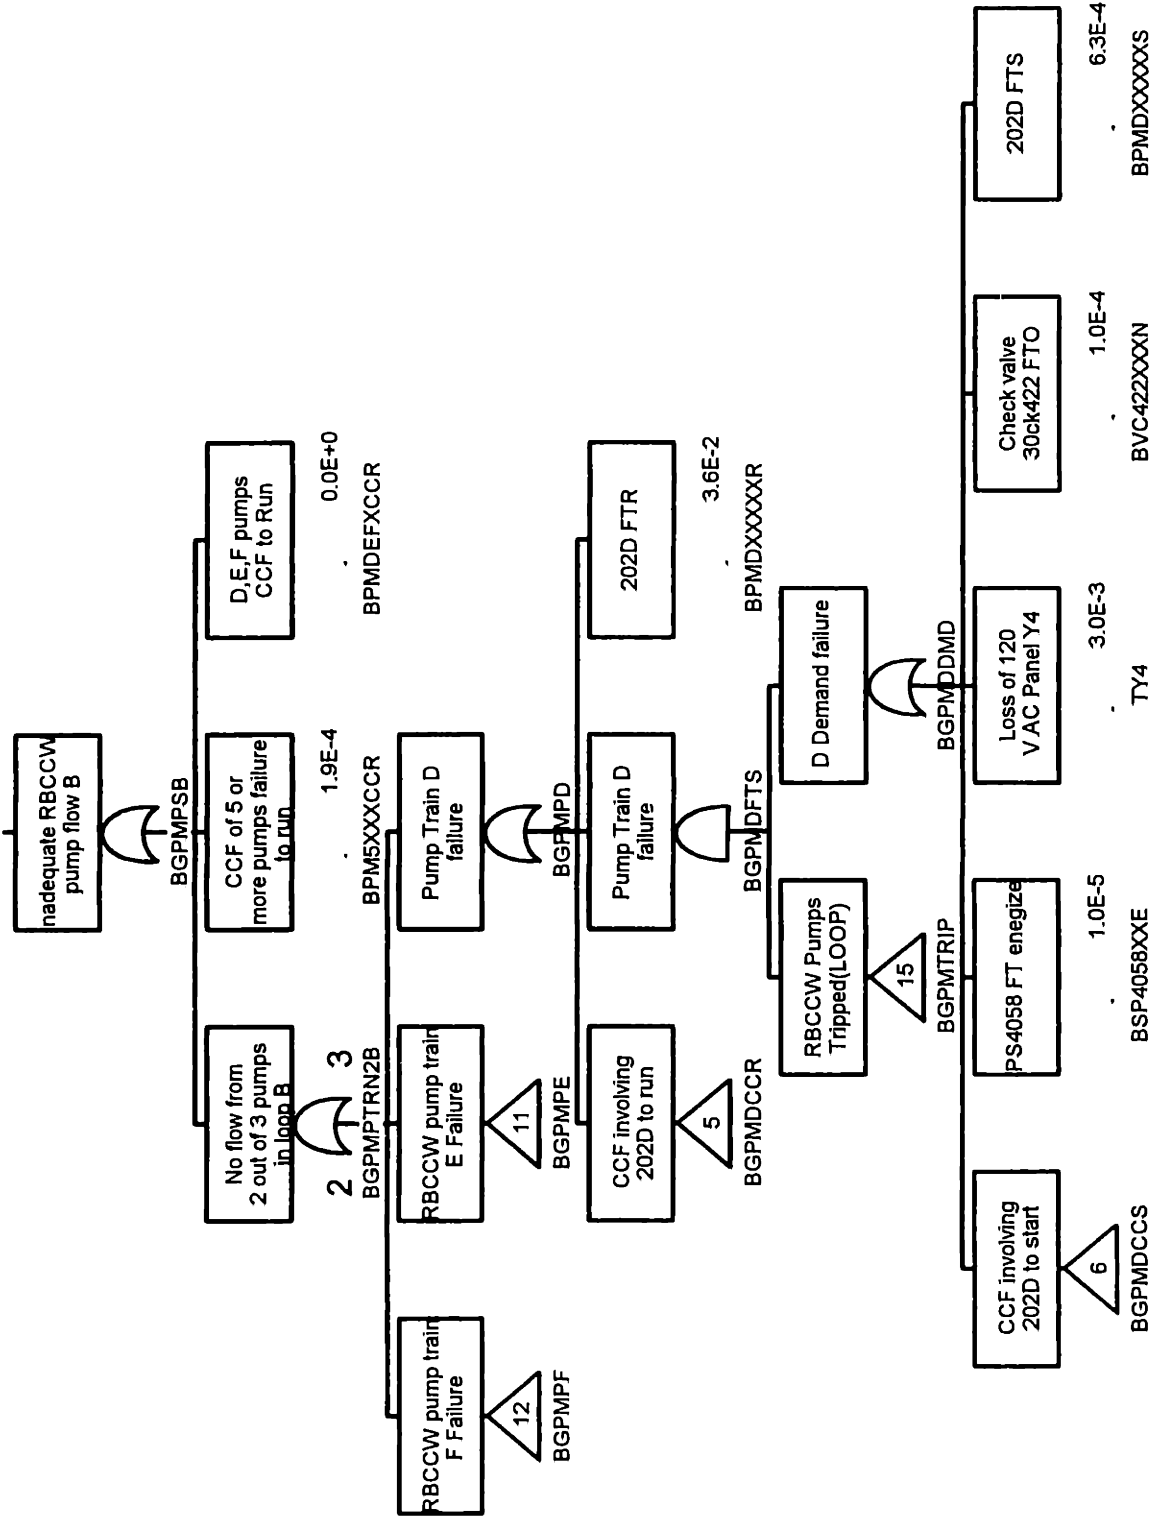 nadequate RBCCW
pump flow B
BGPMPSB
No flow from
2 out of 3 pumps
in loop B
2 3
BGPMPTRN2B
CCF of 5 or
more pumps failure
to run
1.9E-4
BPM5XXXCCR
D,E,F pumps
CCF to Run
0.0E+0
BPMDEFXCCR
RBCCW pump train
F Failure
12
BGPMPF
RBCCW pump train
E Failure
11
BGPMPE
Pump Train D
failure
BGPMPD
CCF involving
202D to run
5
BGPMDCCR
Pump Train D
failure
BGPMDFTS
202D FTR
3.6E-2
BPMDXXXXXR
RBCCW Pumps
Tripped(LOOP)
15
BGPMTRIP
D Demand failure
BGPMDDMD
CCF involving
202D to start
6
BGPMDCCS
PS4058 FT enegize
1.0E-5
BSP4058XXE
Loss of 120
V AC Panel Y4
3.0E-3
TY4
Check valve
30ck422 FTO
1.0E-4
BVC422XXXN
202D FTS
6.3E-4
BPMDXXXXXS